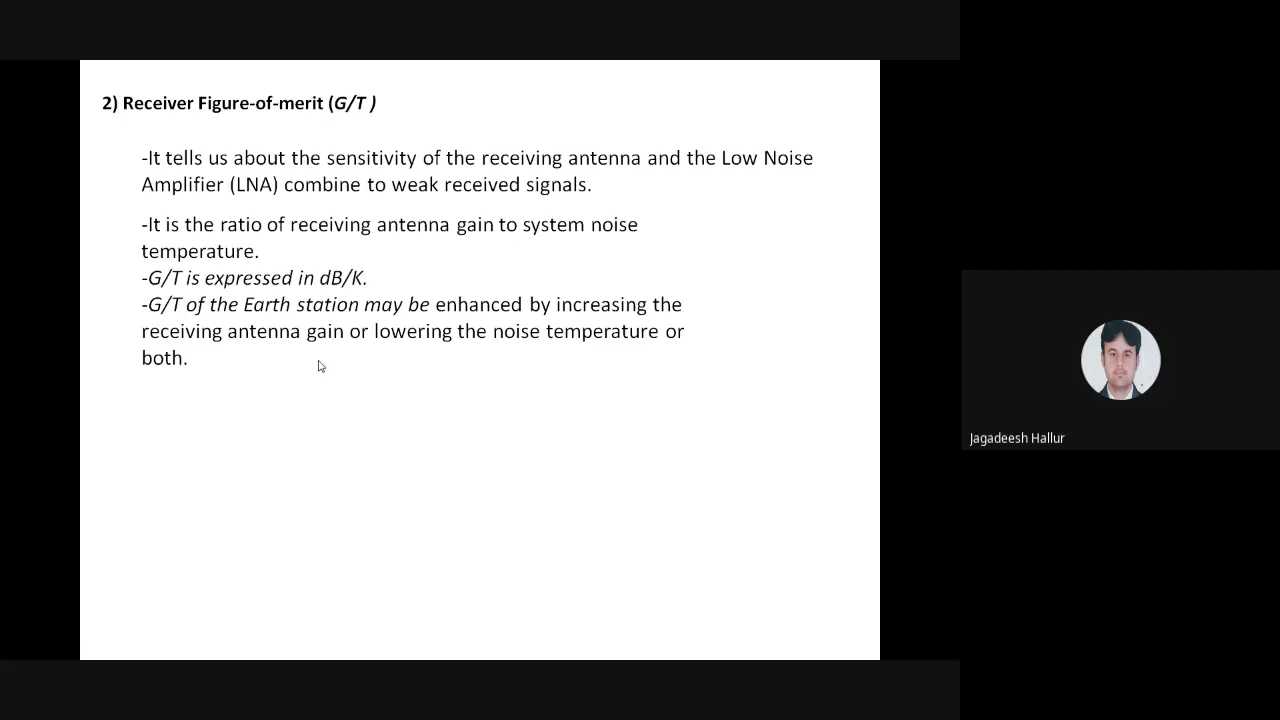 2) Receiver Figure-of-merit (G/T )
-It tells us about the sensitivity of the receiving antenna and the Low Noise
Amplifier (LNA) combine to weak received signals.
-It is the ratio of receiving antenna gain to system noise
temperature.
-G/T is expressed in dB/K.
-G/T of the Earth station may be enhanced by increasing the
receiving antenna gain or lowering the noise temperature or
both.
Jagadeesh Hallur